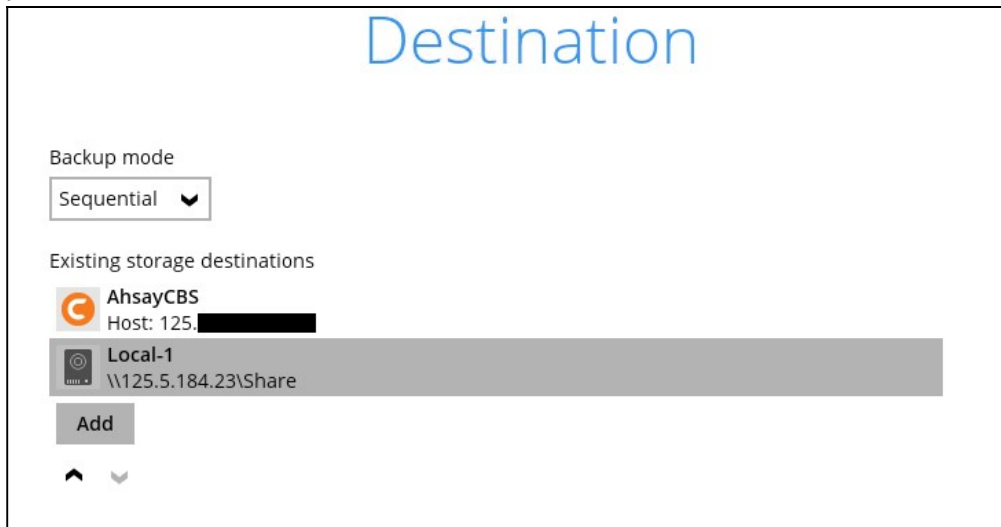 Destination
Backup mode
Sequential
Existing storage destinations
AhsayCBS
Host: 125.
Local-1
\\125.5.184.23\Share
Add